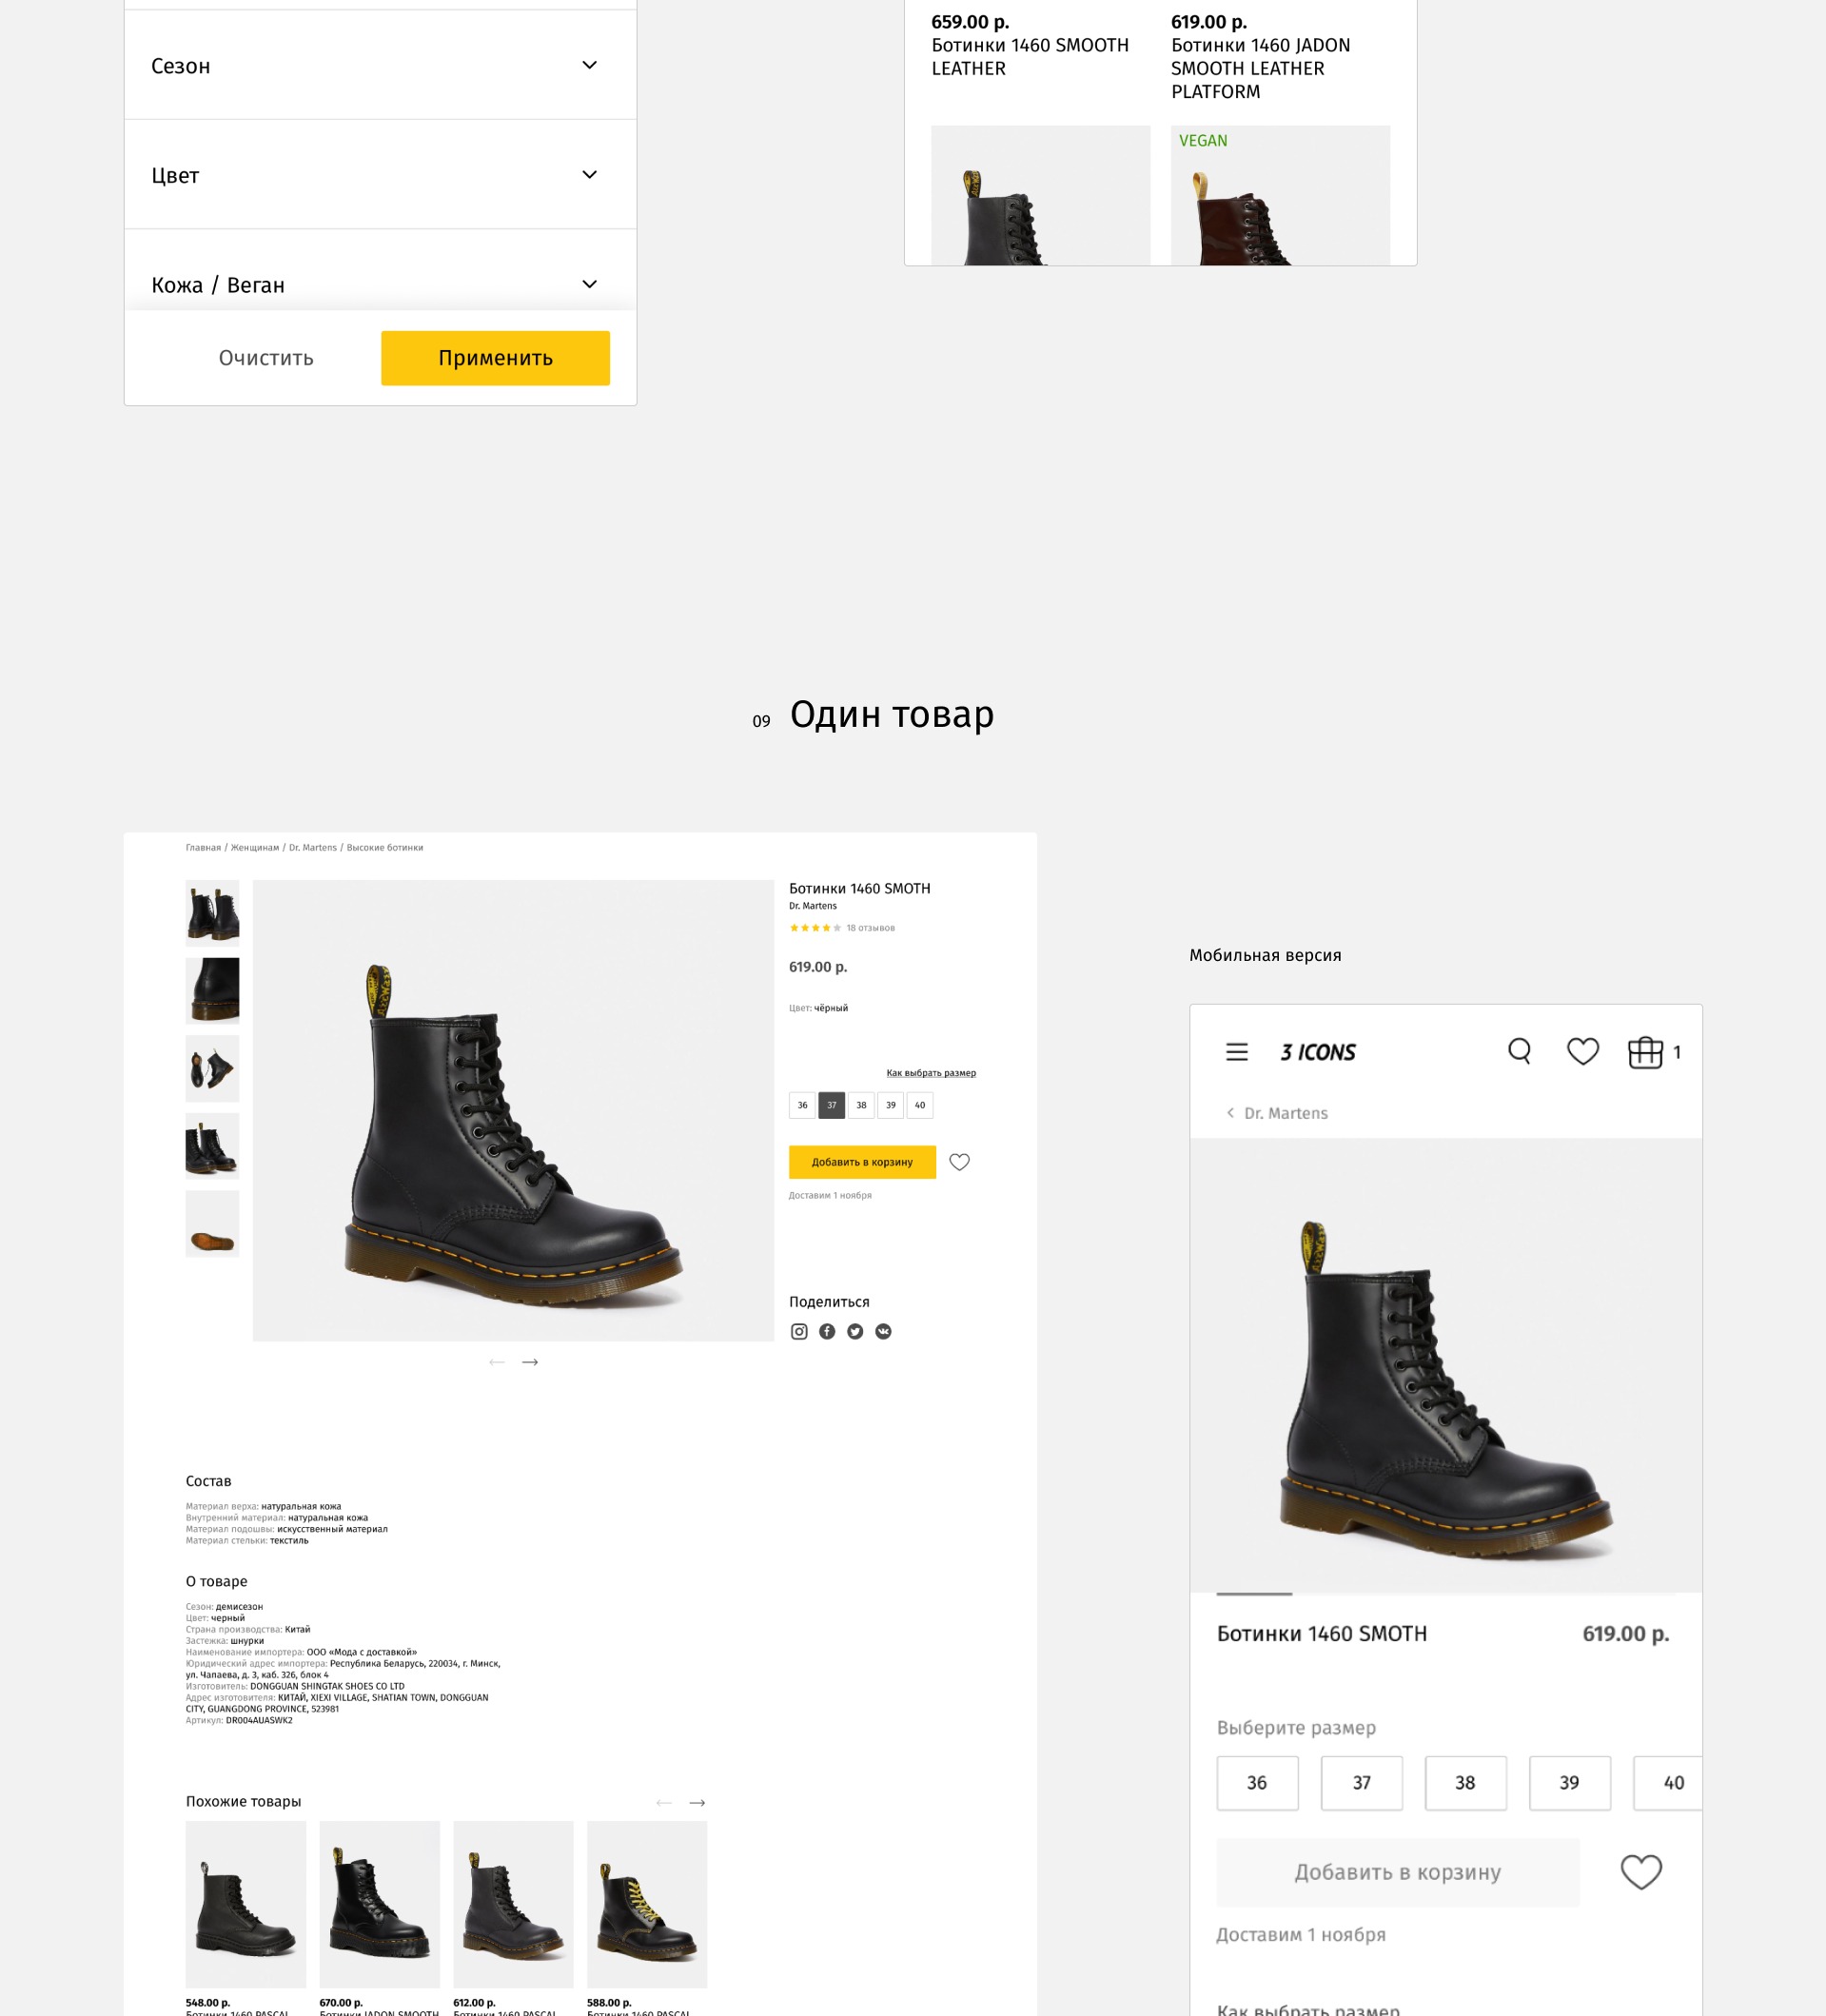 Сезон
Цвет
Кожа / Веган
Очистить
Применить
659.00 р.
Ботинки 1460 SMOOTH
LEATHER
619.00 р.
Ботинки 1460 JADON
SMOOTH LEATHER
PLATFORM
VEGAN
09 Один товар
Главная / Женщинам / Dr. Martens / Высокие ботинки
Ботинки 1460 SMOTH
Dr. Martens
18 отзывов
619.00 р.
Цвет: чёрный
Как выбрать размер
36 37 38 39 40
Добавить в корзину
Доставим 1 ноября
Поделиться
Состав
Материал верха: натуральная кожа
Внутренний материал: натуральная кожа
Материал подошвы: искусственный материал
Материал стельки: текстиль
О товаре
Сезон: демисезон
Цвет: черный
Страна производства: Китай
Застежка: шнурки
Наименование импортера: ООО «Мода с доставкой»
Юридический адрес импортера: Республика Беларусь, 220034, г. Минск,
ул. Чапаева, д. 3, каб. 326, блок 4
Изготовитель: DONGGUAN SHINGTAK SHOES CO LTD
Адрес изготовителя: КИТАЙ, XIEXI VILLAGE, SHATIAN TOWN, DONGGUAN
CITY, GUANGDONG PROVINCE, 523981
Артикул: DR004AUASWK2
Похожие товары
548.00 р.
Ботинки 1460 PASCAL
670.00 р.
Ботинки JADON SMOOTH
612.00 р.
Ботинки 1460 PASCAL
588.00 р.
Ботинки 1460 PASCAL
Мобильная версия
3 ICONS
1
Dr. Martens
Ботинки 1460 SMOTH
619.00 р.
Выберите размер
36 37 38 39 40
Добавить в корзину
Доставим 1 ноября
Как выбрать размер